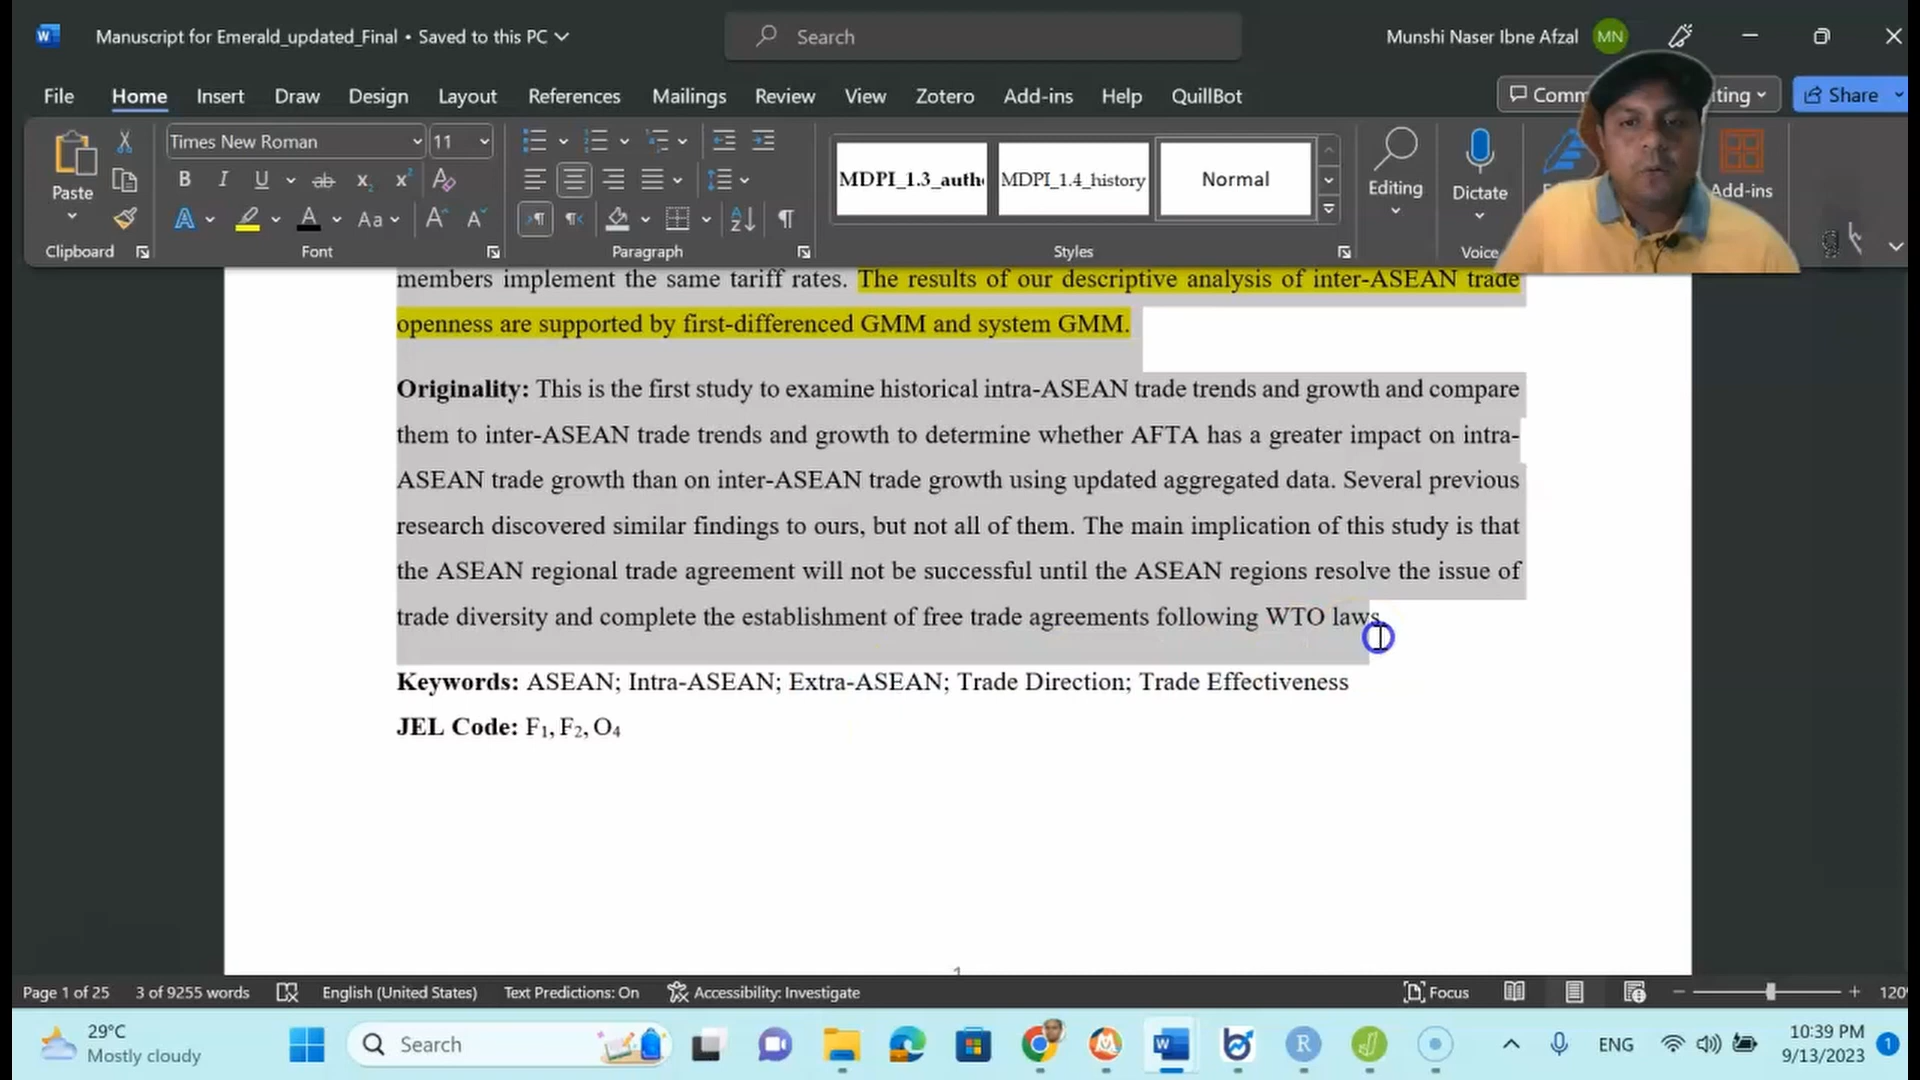 Manuscript for Emerald_updated_Final • Saved to this PC
Search
Munshi Naser Ibne Afzal MN
File Home Insert Draw Design Layout References Mailings Review View Zotero Add-ins Help QuillBot
Share
Times New Roman 11
Paste
Clipboard
Font
Paragraph
MDPI_1.3_auth
MDPI_1.4_history
Normal
Styles
Editing
Dictate
Voice
Add-ins
members implement the same tariff rates. The results of our descriptive analysis of inter-ASEAN trade
openness are supported by first-differenced GMM and system GMM.
Originality: This is the first study to examine historical intra-ASEAN trade trends and growth and compare
them to inter-ASEAN trade trends and growth to determine whether AFTA has a greater impact on intra-
ASEAN trade growth than on inter-ASEAN trade growth using updated aggregated data. Several previous
research discovered similar findings to ours, but not all of them. The main implication of this study is that
the ASEAN regional trade agreement will not be successful until the ASEAN regions resolve the issue of
trade diversity and complete the establishment of free trade agreements following WTO laws.
Keywords: ASEAN; Intra-ASEAN; Extra-ASEAN; Trade Direction; Trade Effectiveness
JEL Code: F₁, F₂, O₄
Page 1 of 25 3 of 9255 words English (United States) Text Predictions: On Accessibility: Investigate Focus 120
29°C
Mostly cloudy
Search
ENG
10:39 PM
9/13/2023
1